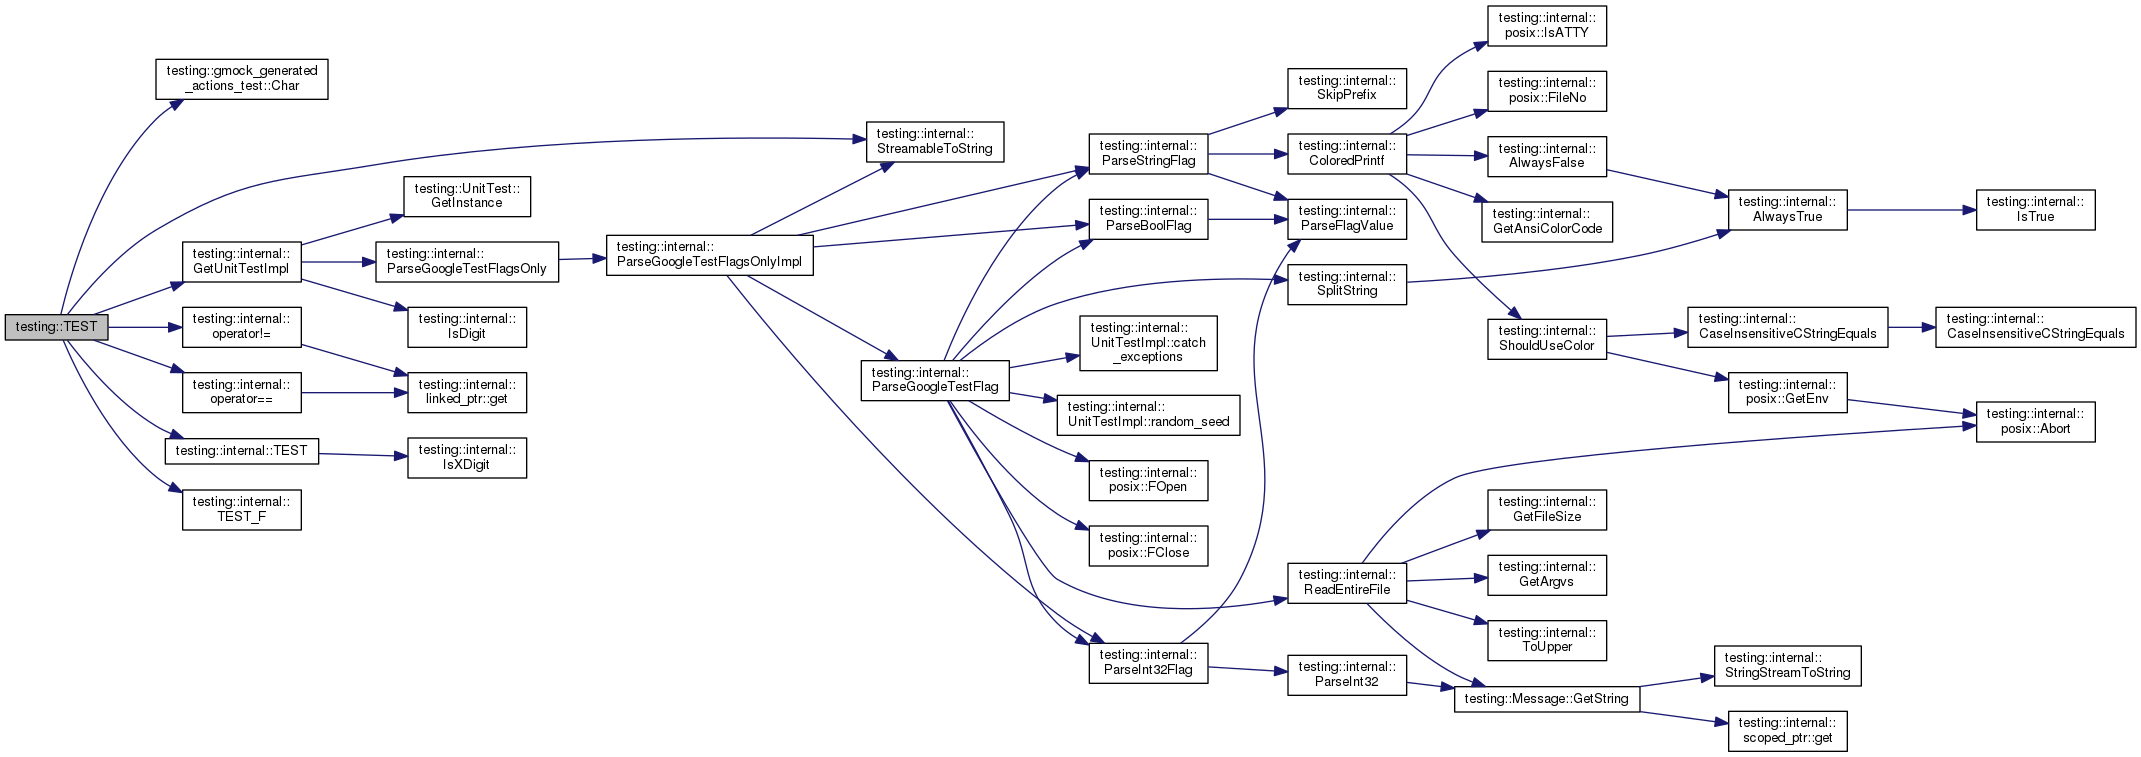 testing::TEST
testing::gmock_generated
_actions_test::Char
testing::internal::
GetUnitTestImpl
testing::internal::
operator!=
testing::internal::
operator==
testing::internal::TEST
testing::internal::
TEST_F
testing::UnitTest::
GetInstance
testing::internal::
ParseGoogleTestFlagsOnly
testing::internal::
IsDigit
testing::internal::
linked_ptr::get
testing::internal::
IsXDigit
testing::internal::
ParseGoogleTestFlagsOnlyImpl
testing::internal::
StreamableToString
testing::internal::
ParseGoogleTestFlag
testing::internal::
ParseStringFlag
testing::internal::
ParseBoolFlag
testing::internal::
UnitTestImpl::catch
_exceptions
testing::internal::
UnitTestImpl::random_seed
testing::internal::
posix::FOpen
testing::internal::
posix::FClose
testing::internal::
ParseInt32Flag
testing::internal::
SkipPrefix
testing::internal::
ColoredPrintf
testing::internal::
ParseFlagValue
testing::internal::
SplitString
testing::internal::
ReadEntireFile
testing::internal::
ParseInt32
testing::internal::
posix::IsATTY
testing::internal::
posix::FileNo
testing::internal::
AlwaysFalse
testing::internal::
GetAnsiColorCode
testing::internal::
ShouldUseColor
testing::internal::
GetFileSize
testing::internal::
GetArgvs
testing::internal::
ToUpper
testing::Message::GetString
testing::internal::
AlwaysTrue
testing::internal::
CaseInsensitiveCStringEquals
testing::internal::
posix::GetEnv
testing::internal::
StringStreamToString
testing::internal::
scoped_ptr::get
testing::internal::
IsTrue
testing::internal::
CaseInsensitiveCStringEquals
testing::internal::
posix::Abort